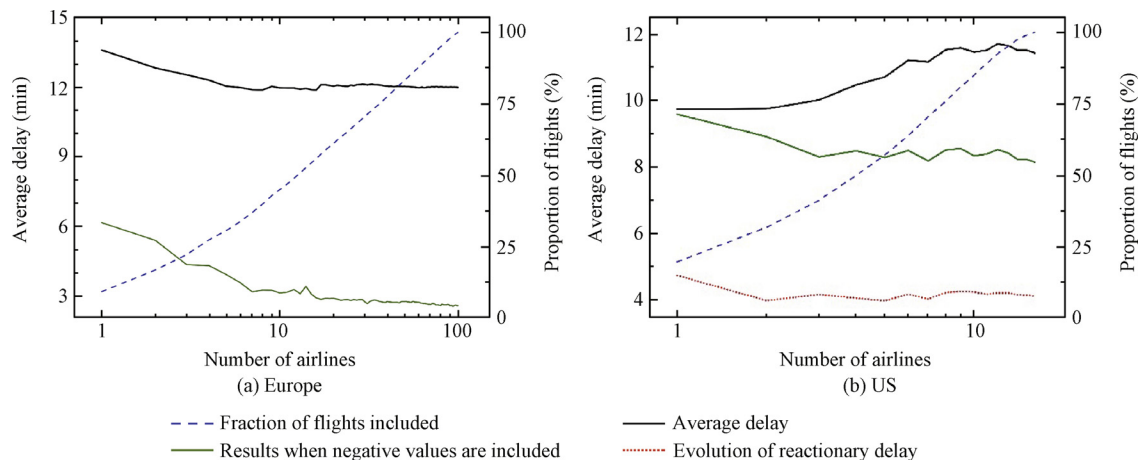 15
12
9
6
3
Average delay (min)
100
75
50
25
0
Proportion of flights (%)
1
10
100
Number of airlines
(a) Europe
12
10
8
6
4
Average delay (min)
100
75
50
25
0
Proportion of flights (%)
1
10
Number of airlines
(b) US
Fraction of flights included
Average delay
Results when negative values are included
Evolution of reactionary delay